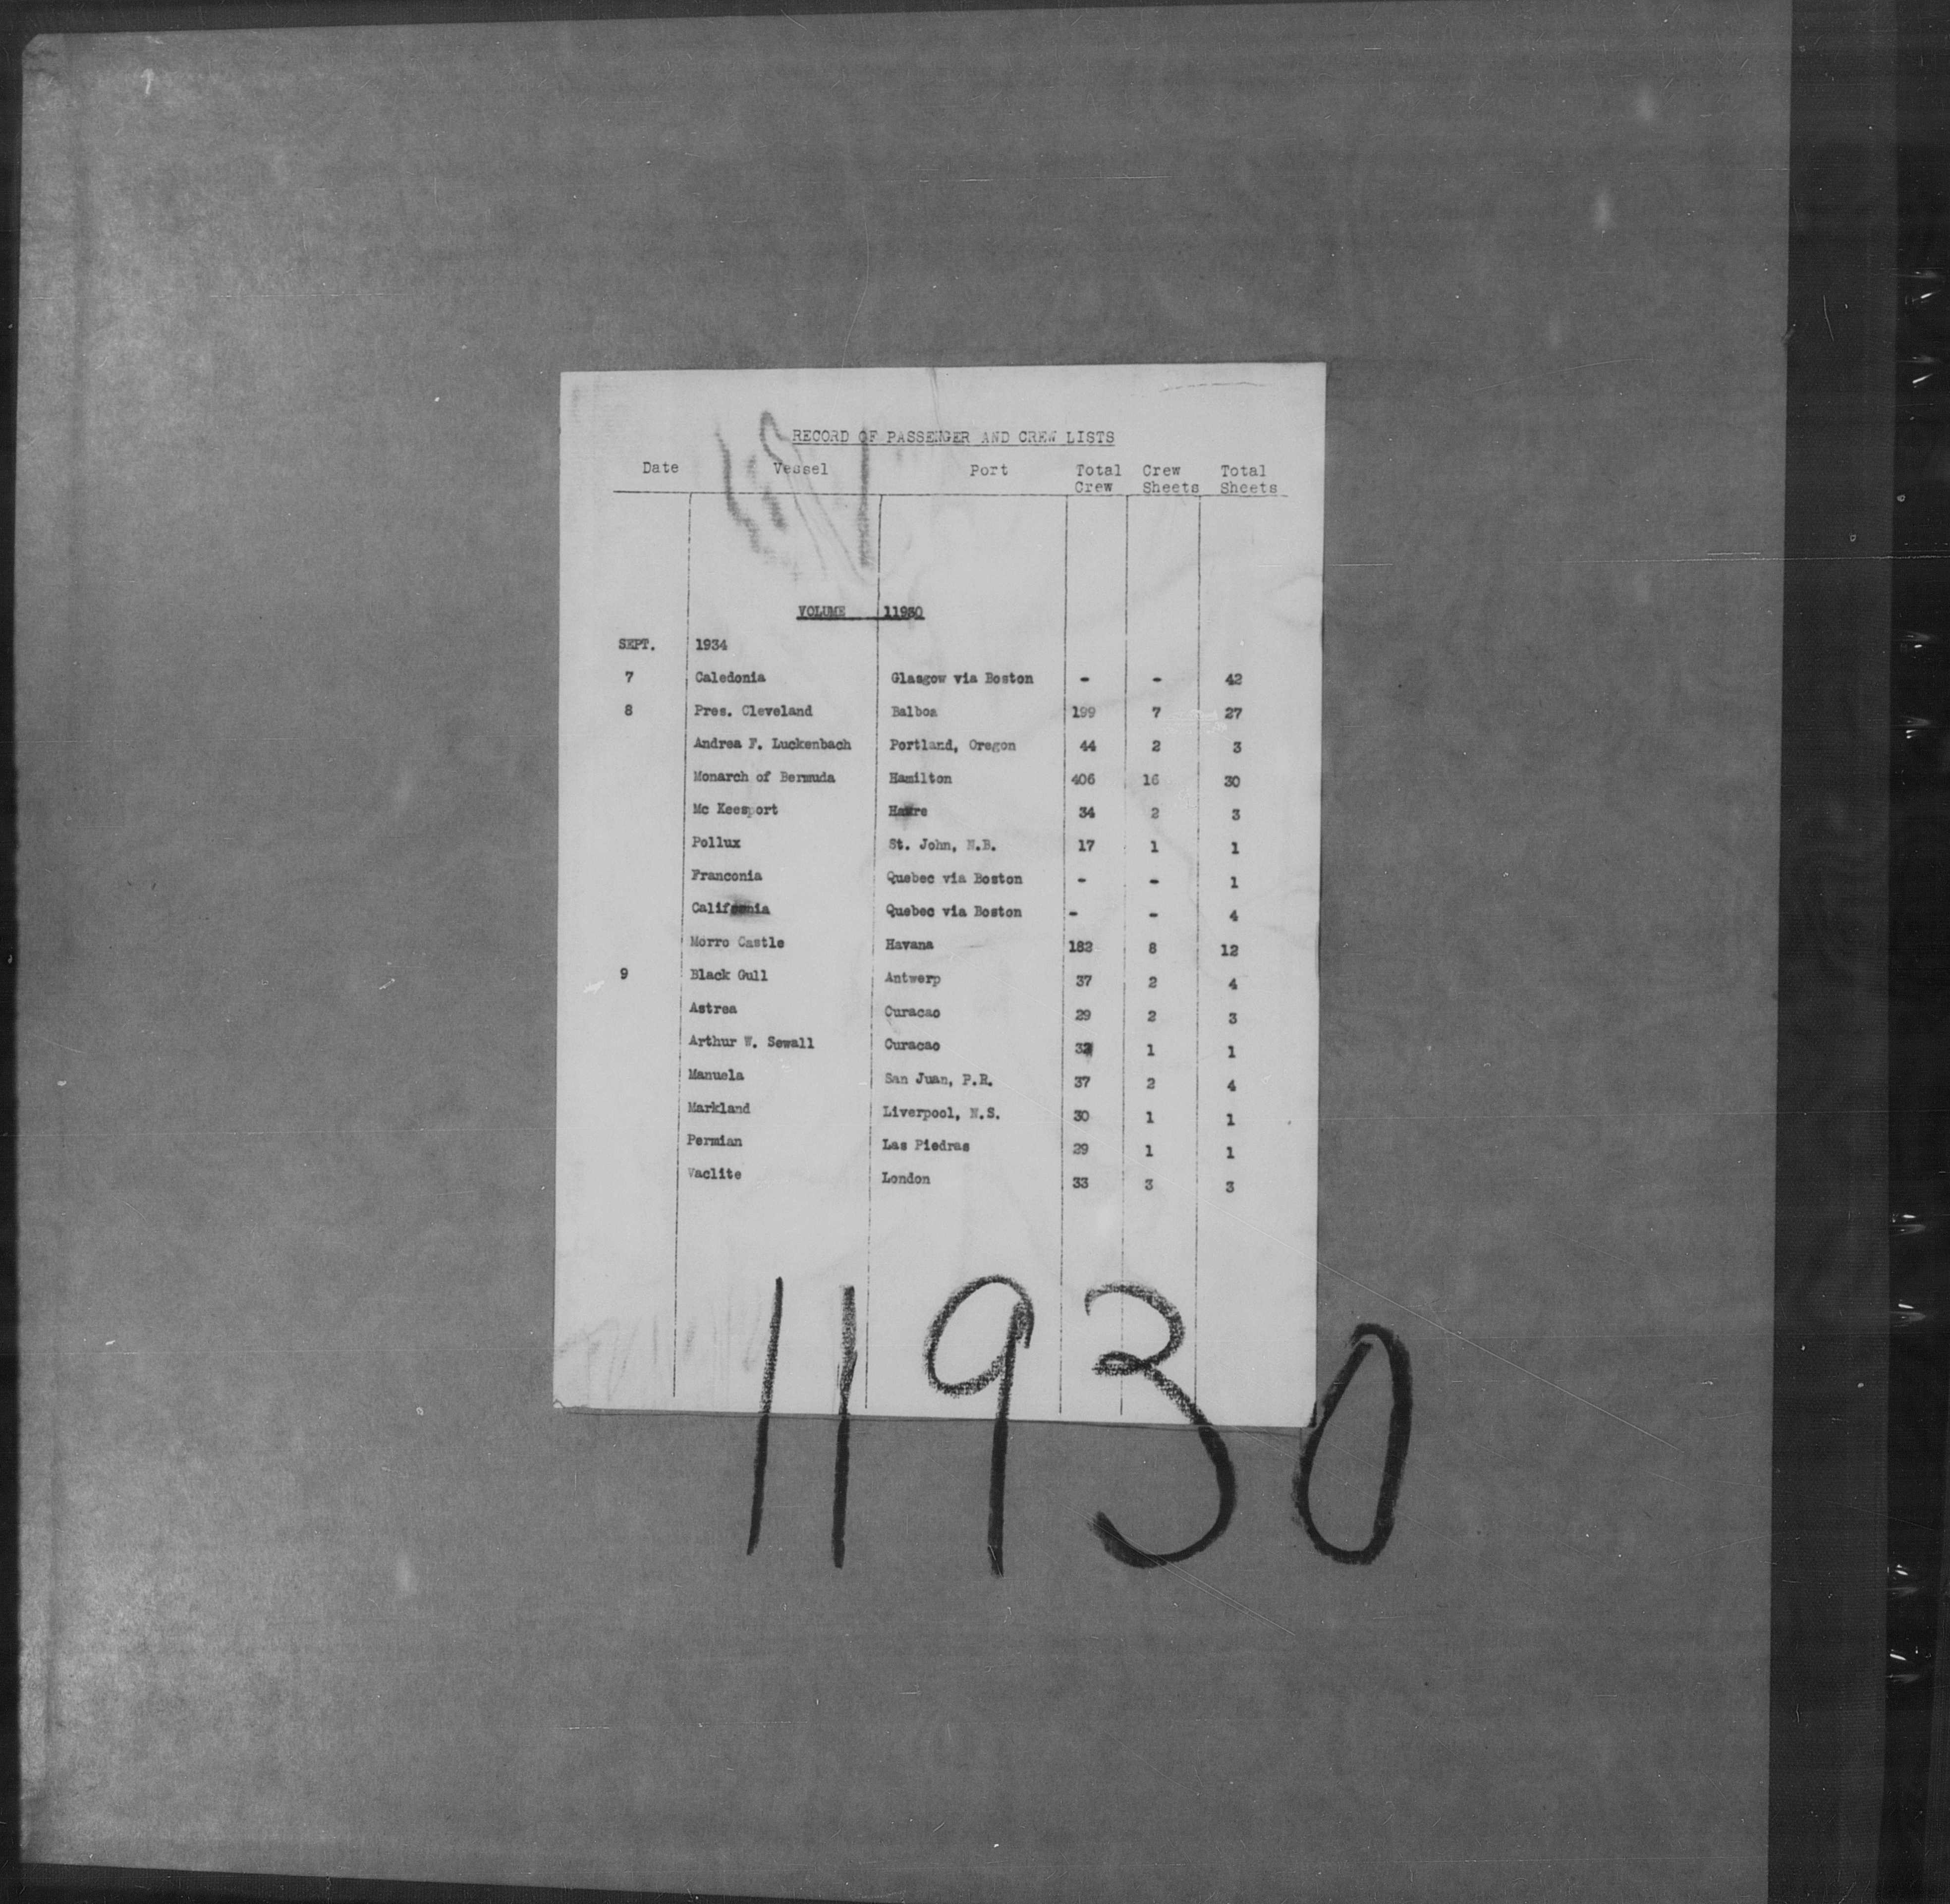 RECORD OF PASSENGER AND CREW LISTS
Date Vessel Port Total Crew Crew Sheets Total Sheets
VOLUME 11930
SEPT. 1934
7 Caledonia Glasgow via Boston - - 42
8 Pres. Cleveland Balboa 199 7 27
Andrea F. Luckenbach Portland, Oregon 44 2 3
Monarch of Bermuda Hamilton 406 16 30
Mc Keesport Havre 34 2 3
Pollux St. John, N.B. 17 1 1
Franconia Quebec via Boston - - 1
California Quebec via Boston - - 4
Morro Castle Havana 182 8 12
9 Black Gull Antwerp 37 2 4
Astrea Curacao 29 2 3
Arthur W. Sewall Curacao 1 1
Manuela San Juan, P.R. 37 2 4
Markland Liverpool, N.S. 30 1 1
Permian Las Piedras 29 1 1
Vaclite London 33 3 3
11930